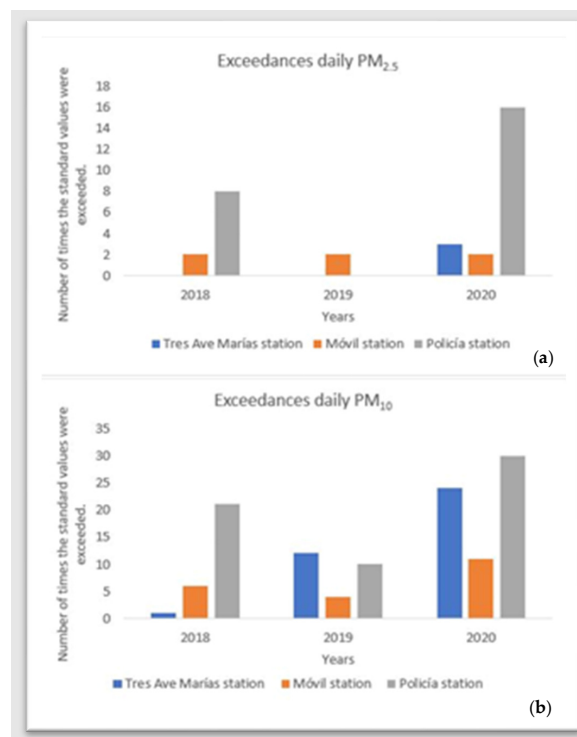 Exceedances daily PM2.5
Number of times the standard values were
exceeded.
18
16
14
12
10
8
6
4
2
0
2018 2019 2020
Years
Tres Ave Marías station Móvil station Policía station
(a)
Exceedances daily PM10
Number of times the standard values were
exceeded.
35
30
25
20
15
10
5
0
2018 2019 2020
Years
Tres Ave Marías station Móvil station Policía station
(b)